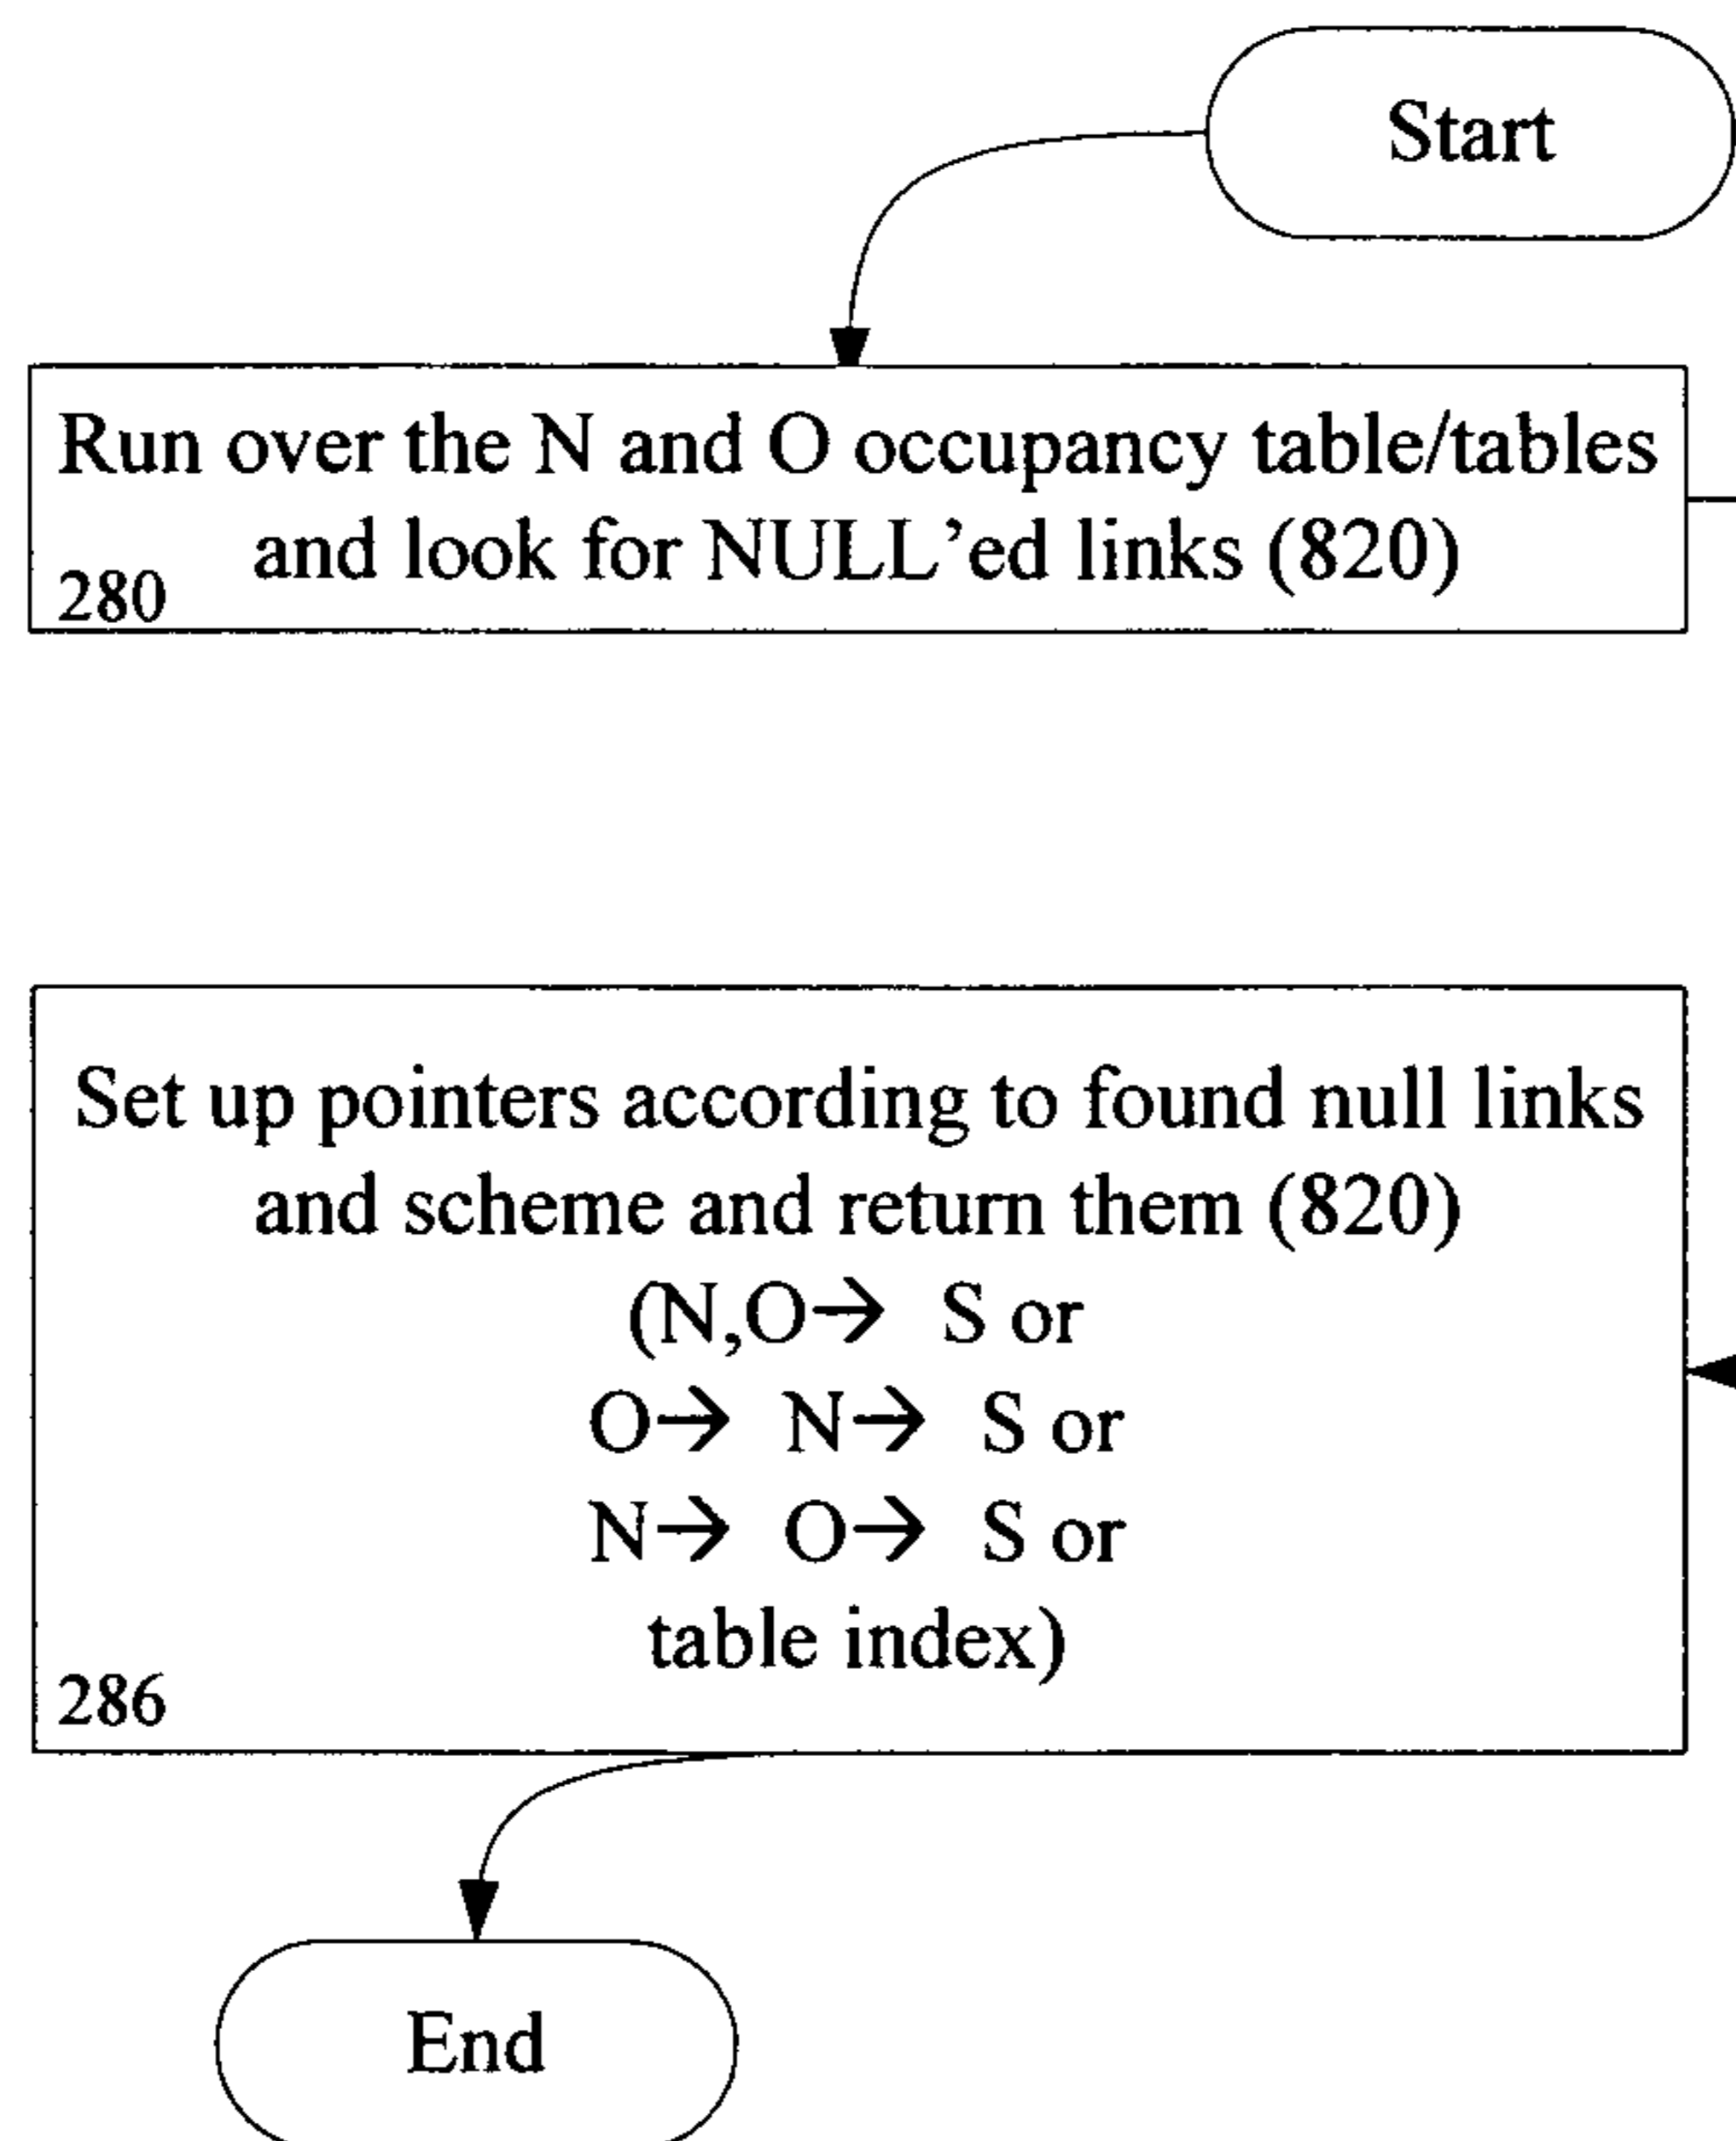 Start
Run over the N and O occupancy table/tables
and look for NULL'ed links (820)
280
Set up pointers according to found null links
and scheme and return them (820)
(N,O→ S or
O→ N→ S or
N→ O→ S or
table index)
286
End